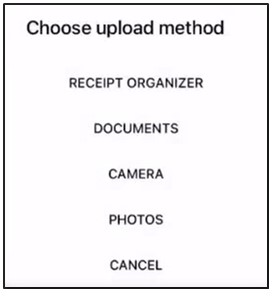 Choose upload method
RECEIPT ORGANIZER
DOCUMENTS
CAMERA
PHOTOS
CANCEL